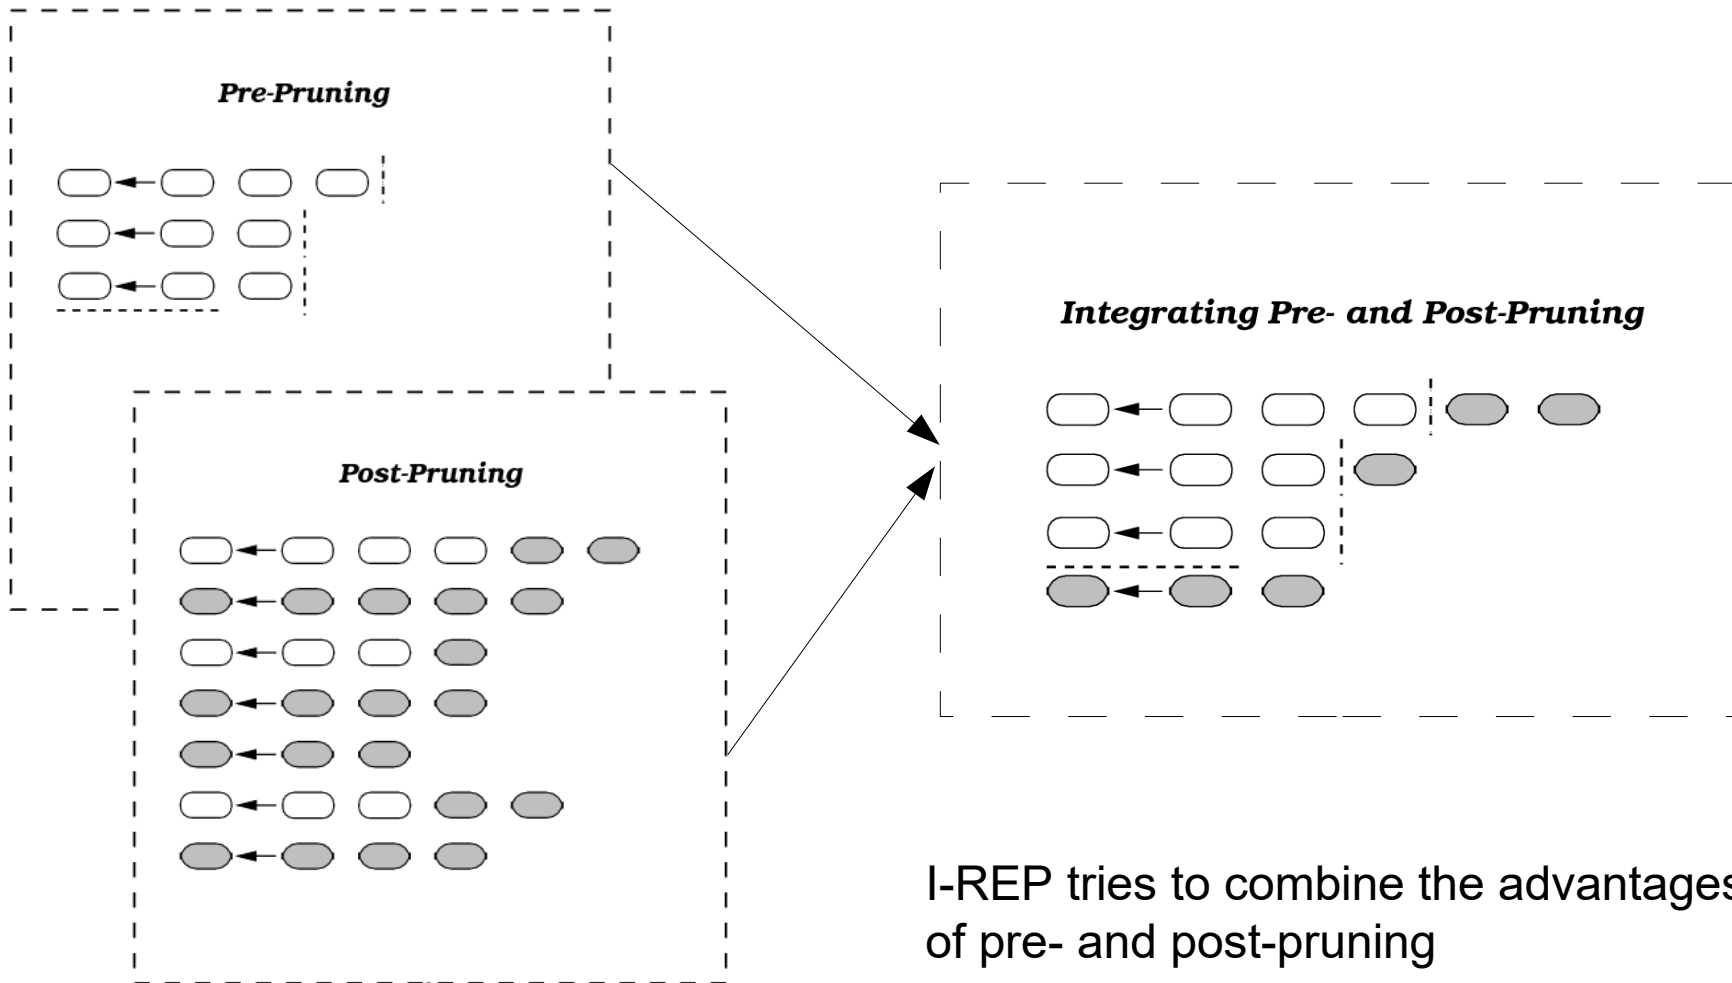 Pre-Pruning
Post-Pruning
Integrating Pre- and Post-Pruning
I-REP tries to combine the advantages
of pre- and post-pruning